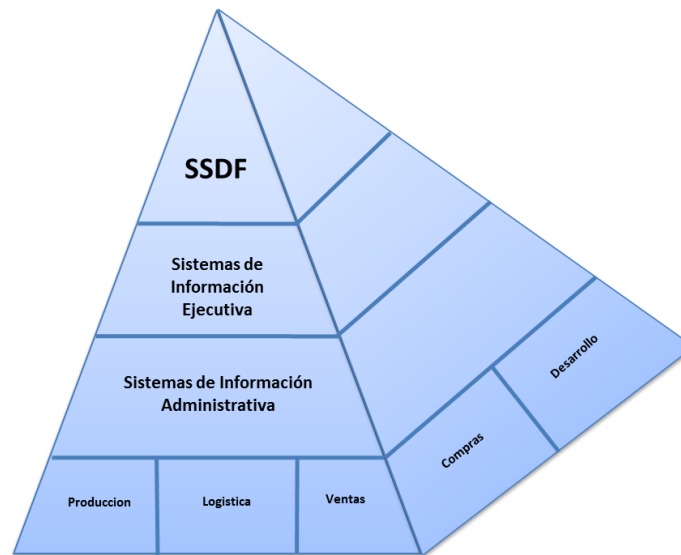 SSDF
Sistemas de
Información
Ejecutiva
Sistemas de Información
Administrativa
Produccion
Logistica
Ventas
Compras
Desarrollo